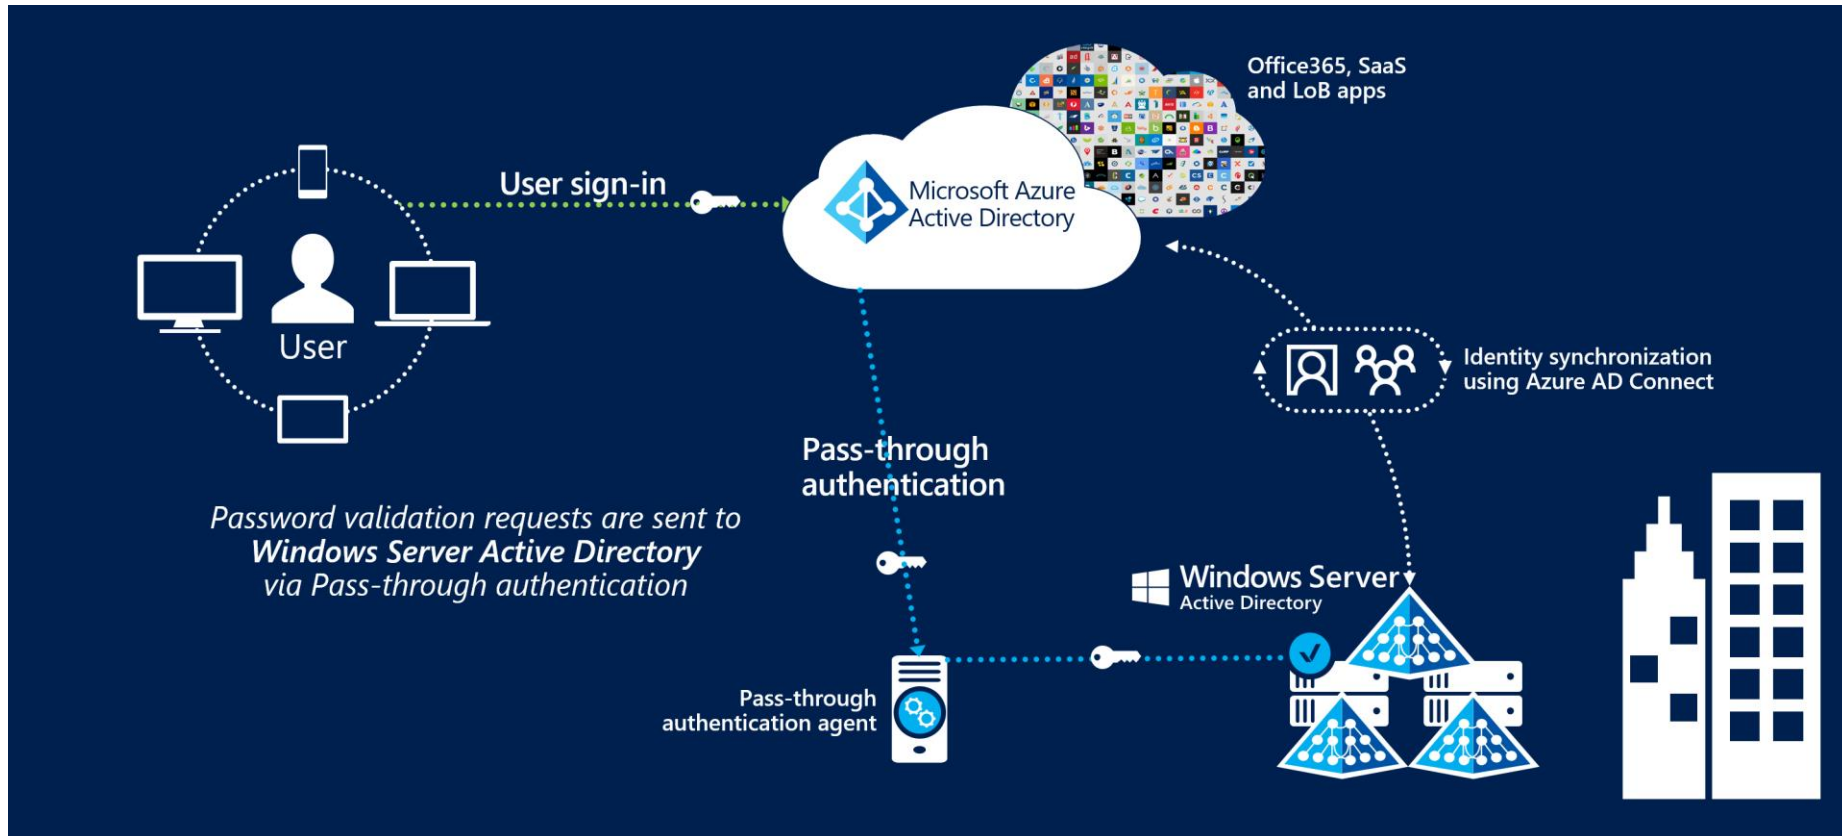 Office365, SaaS
and LoB apps
User sign-in
Microsoft Azure
Active Directory
User
Identity synchronization
using Azure AD Connect
Pass-through
authentication
Password validation requests are sent to
Windows Server Active Directory
via Pass-through authentication
Windows Server
Active Directory
Pass-through
authentication agent